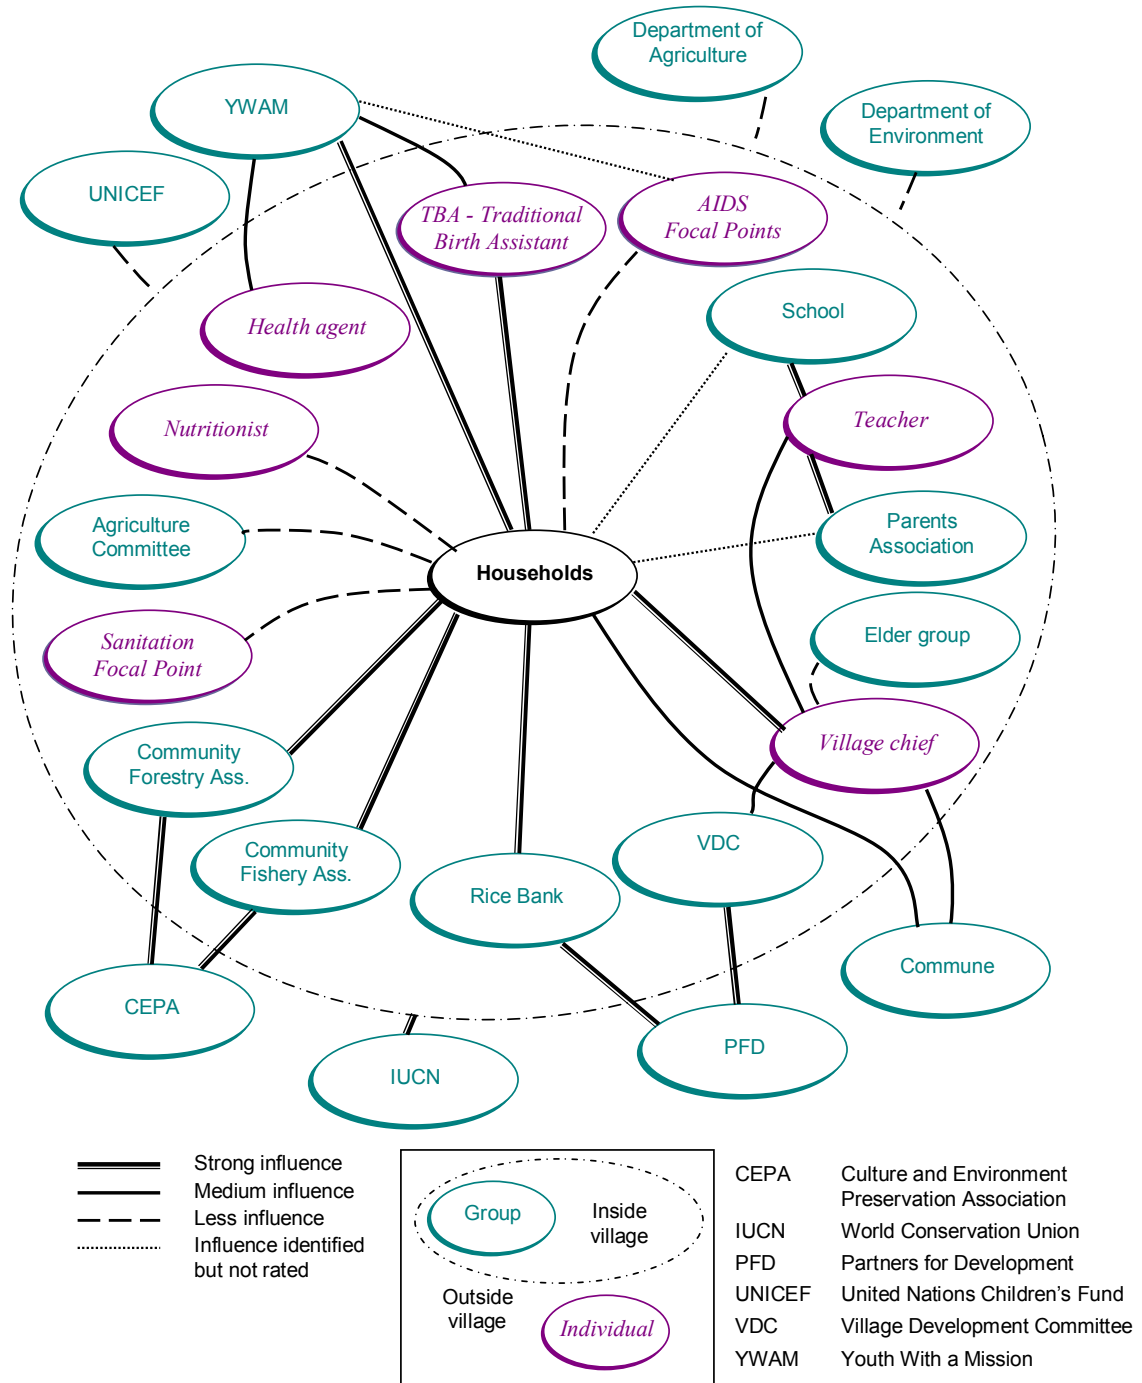 Department of
Agriculture
YWAM
Department of
Environment
UNICEF
TBA - Traditional
Birth Assistant
AIDS
Focal Points
School
Health agent
Teacher
Nutritionist
Agriculture
Committee
Parents
Association
Households
Elder group
Sanitation
Focal Point
Village chief
Community
Forestry Ass.
Community
Fishery Ass.
VDC
Rice Bank
Commune
CEPA
PFD
IUCN
Strong influence
Medium influence
Less influence
Influence identified
but not rated
Group
Inside
village
Outside
village
Individual
CEPA Culture and Environment
Preservation Association
IUCN World Conservation Union
PFD Partners for Development
UNICEF United Nations Children’s Fund
VDC Village Development Committee
YWAM Youth With a Mission